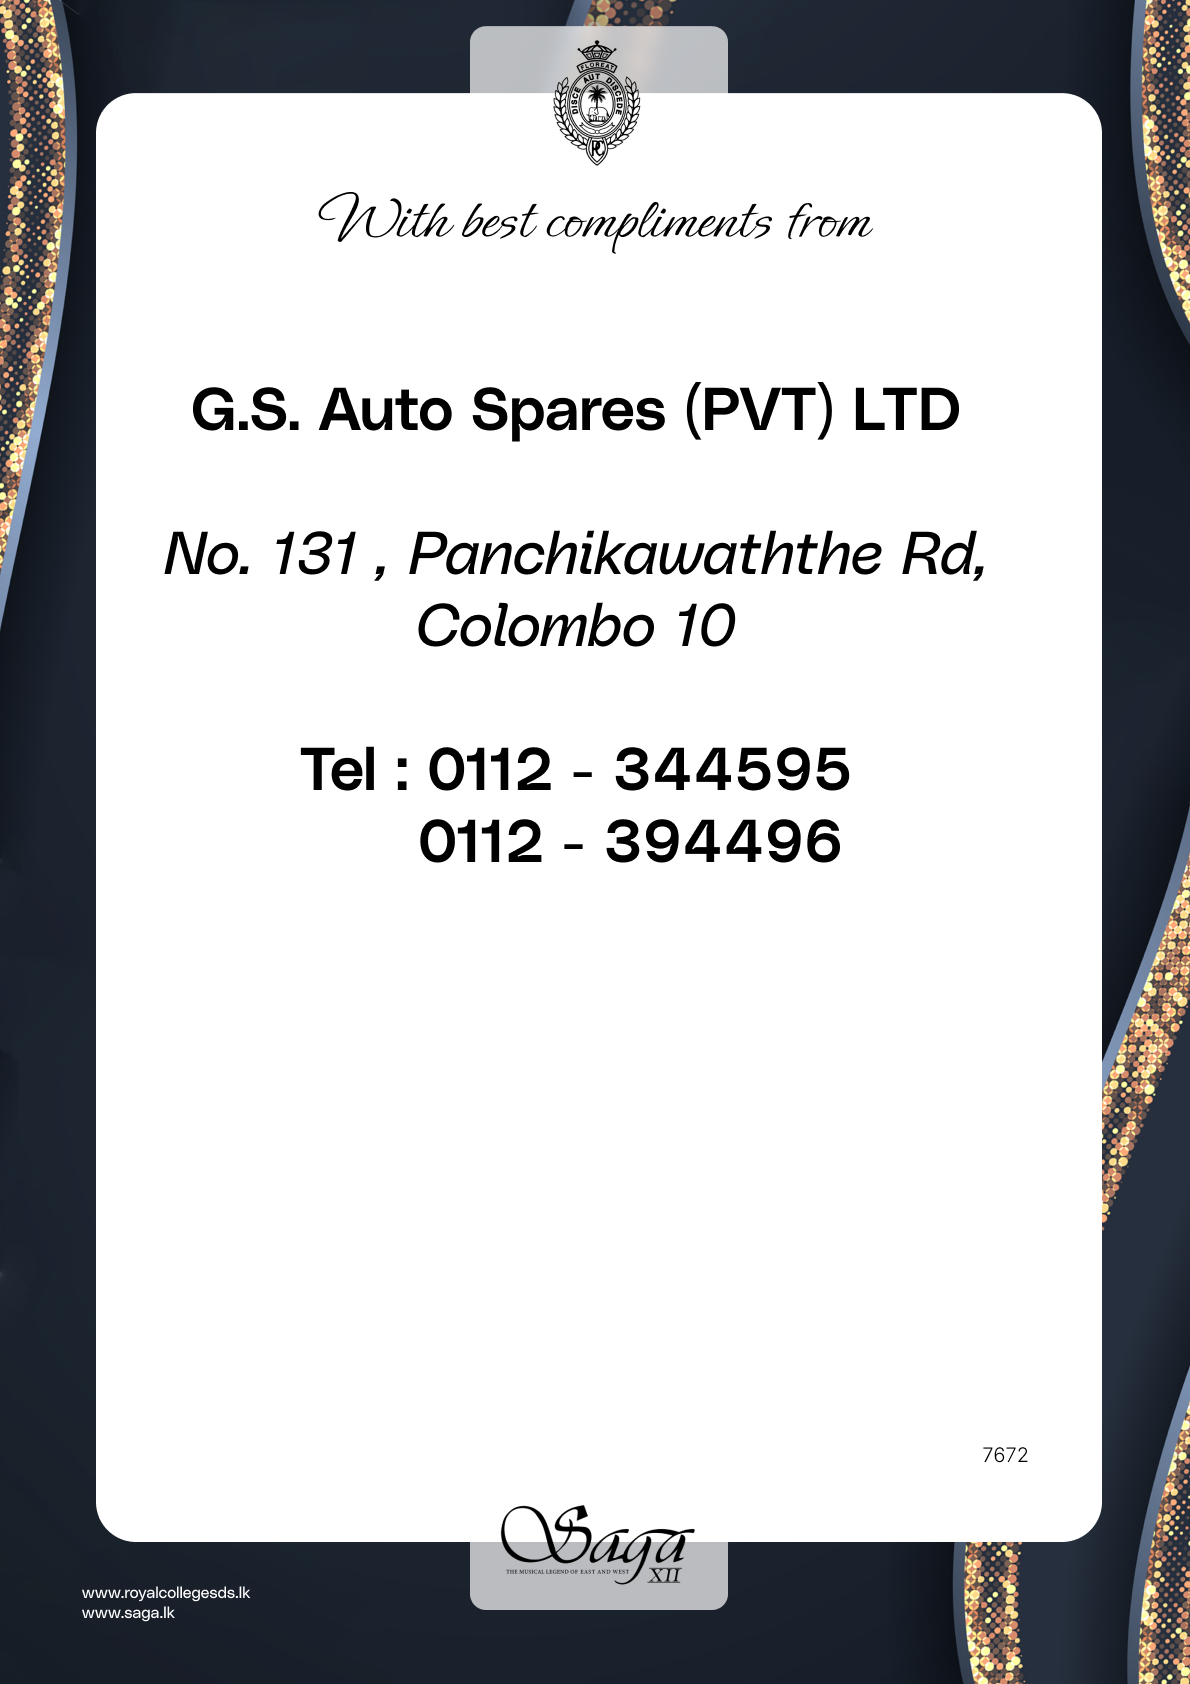 FLOREAT
DISCE AUT DISCEDE
RC
With best compliments from
G.S. Auto Spares (PVT) LTD
No. 131 , Panchikawaththe Rd,
Colombo 10
Tel : 0112 - 344595
0112 - 394496
7672
Saga
THE MUSICAL LEGEND OF EAST AND WEST
XII
www.royalcollegesds.lk
www.saga.lk